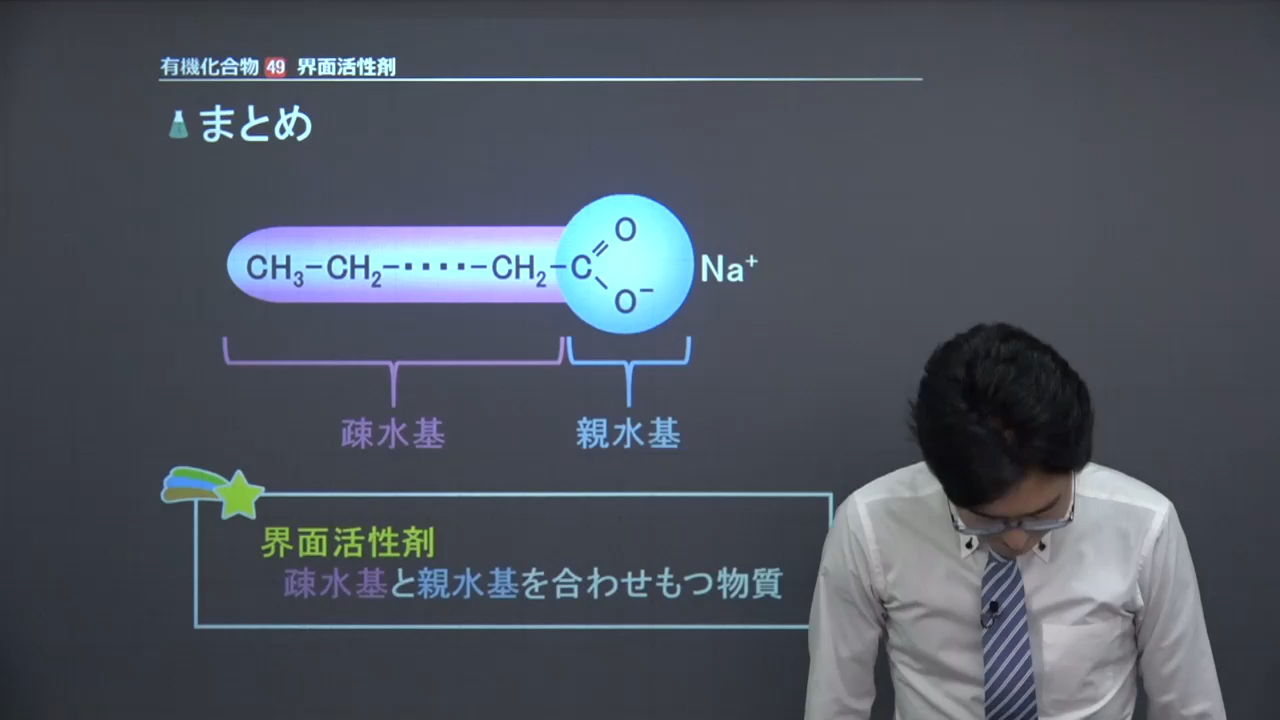 有機化合物 49 界面活性剤
まとめ
O
CH₃-CH₂-・・・・-CH₂-C Na⁺
O⁻
疎水基 親水基
界面活性剤
疎水基と親水基を合わせもつ物質